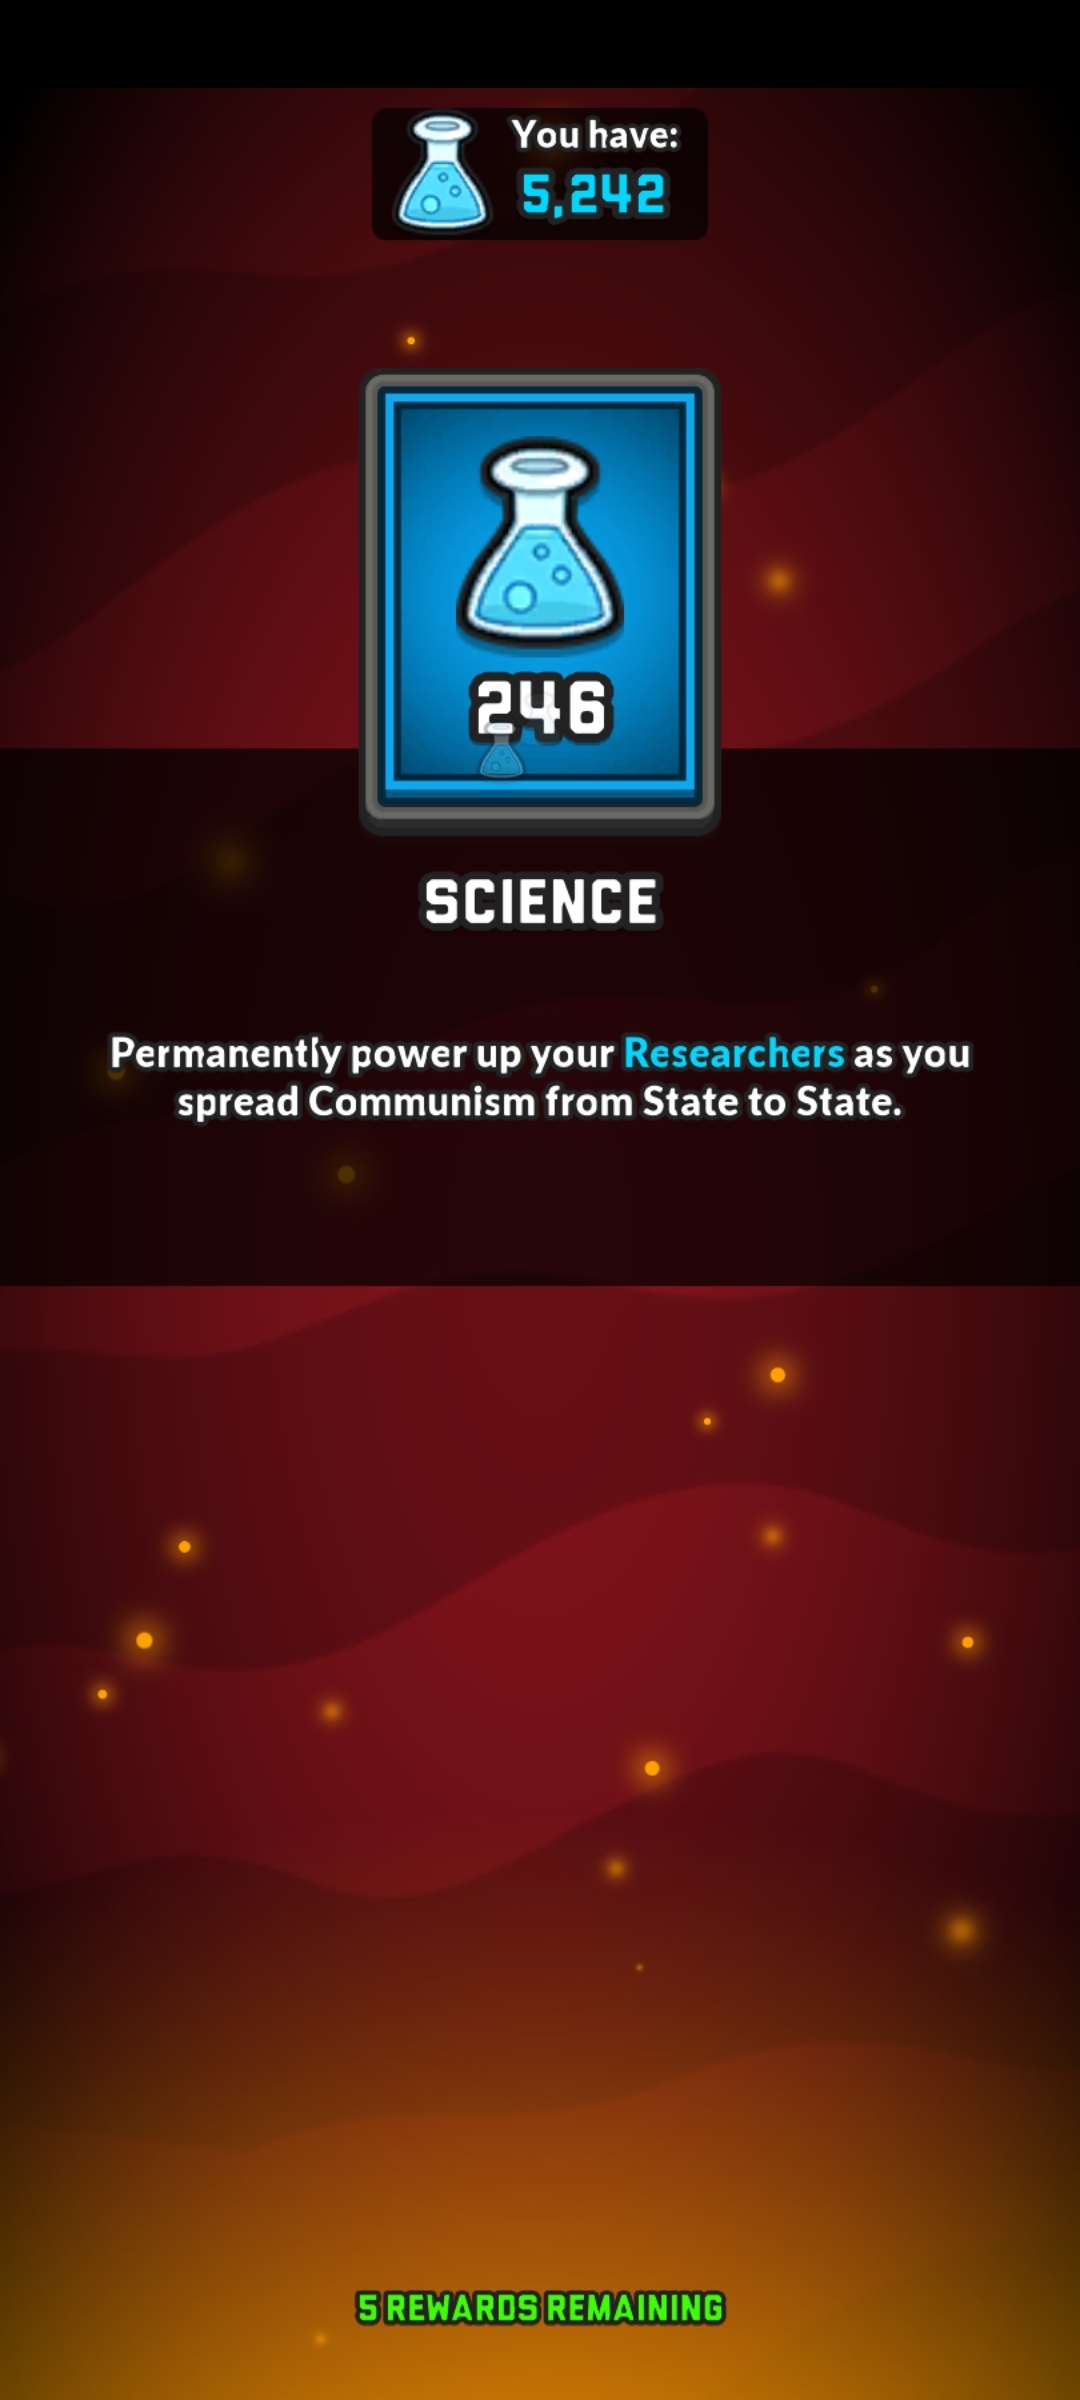 You have:
5,242
246
SCIENCE
Permanently power up your Researchers as you
spread Communism from State to State.
5 REWARDS REMAINING